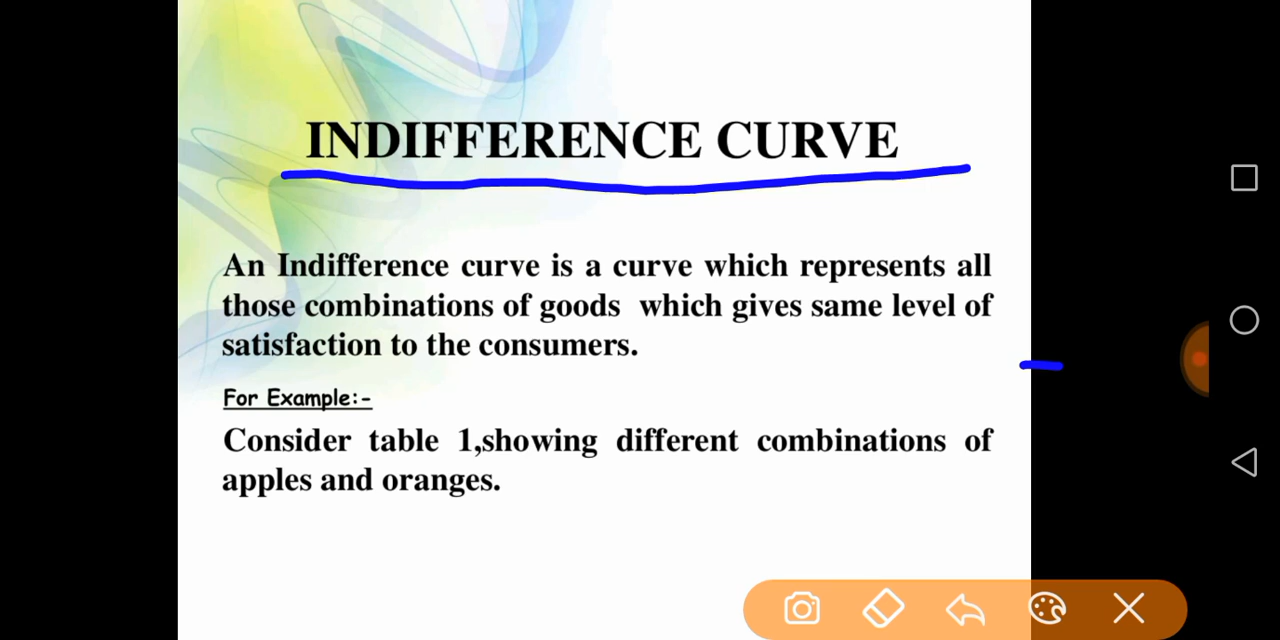 INDIFFERENCE CURVE
An Indifference curve is a curve which represents all
those combinations of goods which gives same level of
satisfaction to the consumers.
For Example:-
Consider table 1,showing different combinations of
apples and oranges.